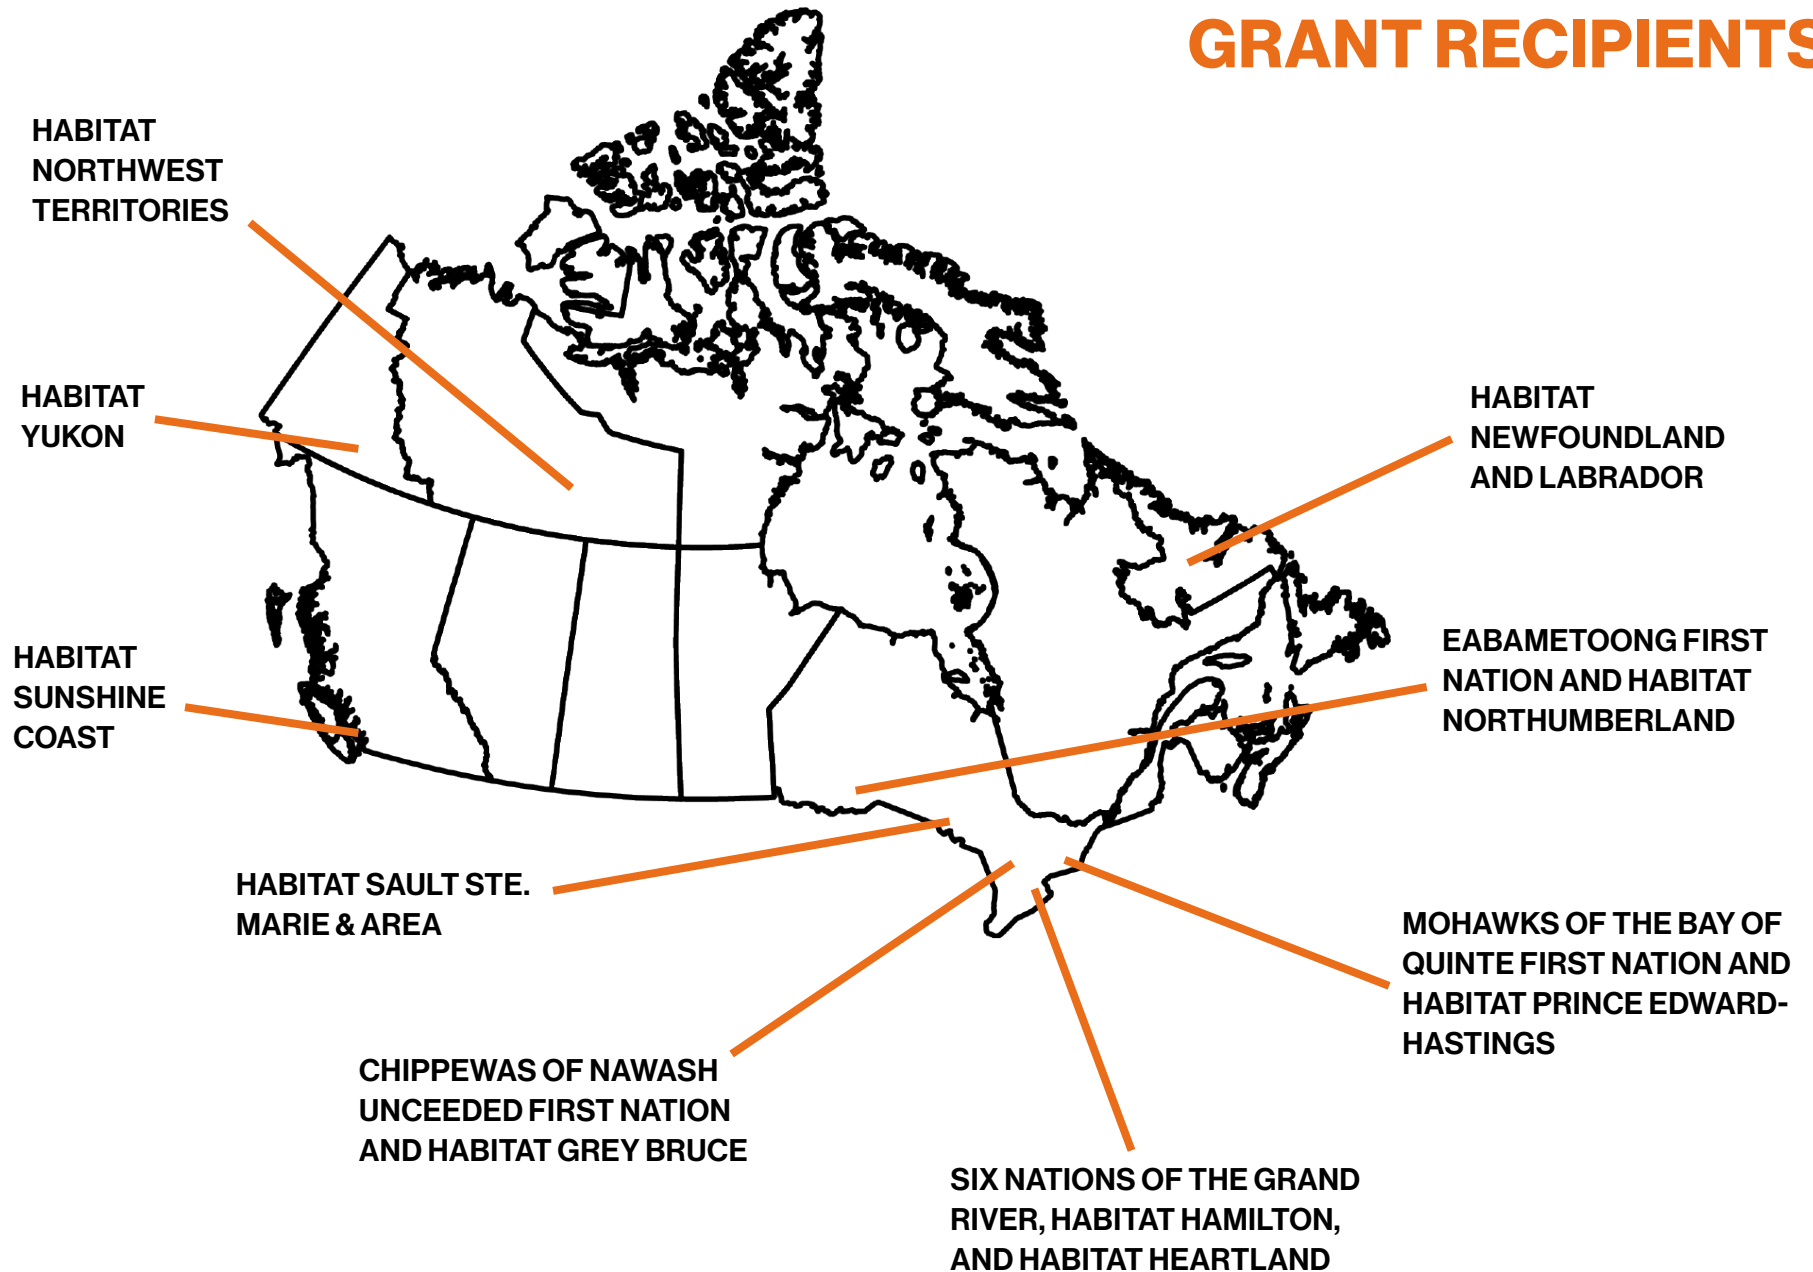 GRANT RECIPIENTS
HABITAT
NORTHWEST
TERRITORIES
HABITAT
YUKON
HABITAT
SUNSHINE
COAST
HABITAT
NEWFOUNDLAND
AND LABRADOR
EABAMETOONG FIRST
NATION AND HABITAT
NORTHUMBERLAND
HABITAT SAULT STE.
MARIE & AREA
MOHAWKS OF THE BAY OF
QUINTE FIRST NATION AND
HABITAT PRINCE EDWARD-
HASTINGS
CHIPPEWAS OF NAWASH
UNCEEDED FIRST NATION
AND HABITAT GREY BRUCE
SIX NATIONS OF THE GRAND
RIVER, HABITAT HAMILTON,
AND HABITAT HEARTLAND